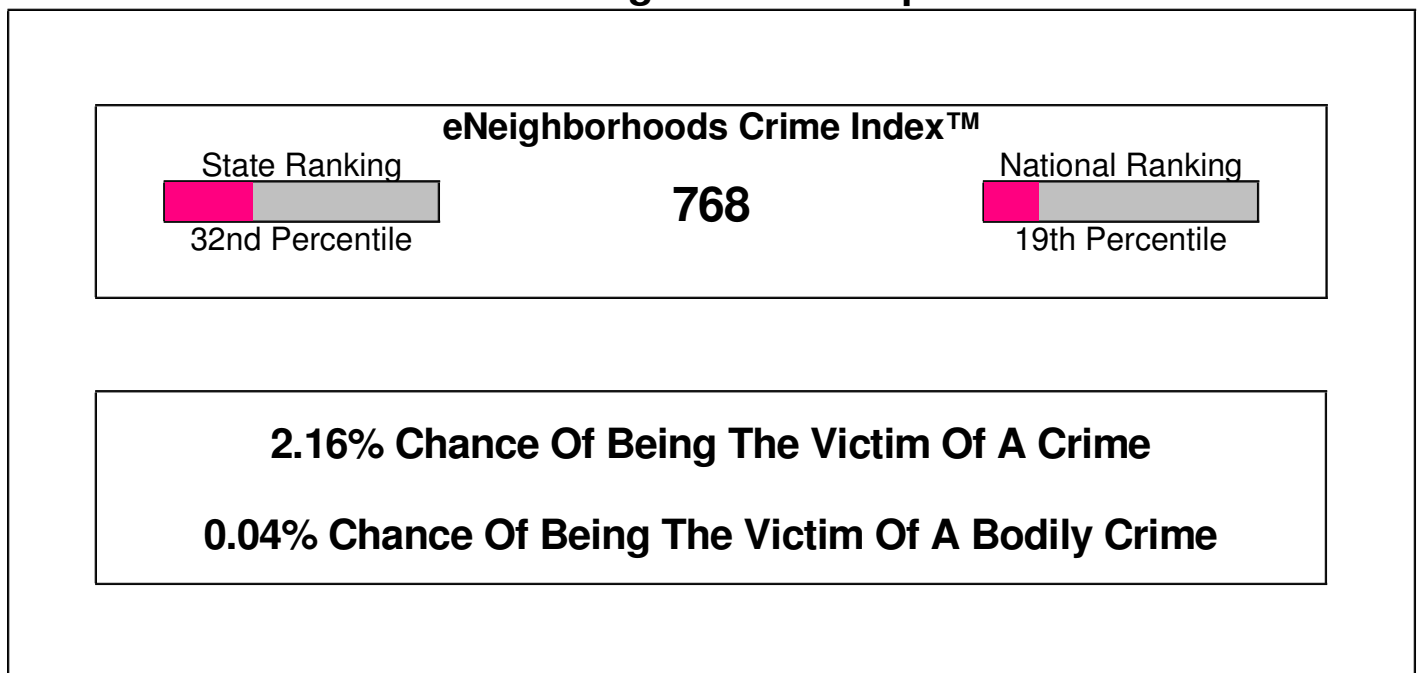 eNeighborhoods Crime Index™
State Ranking
768
National Ranking
32nd Percentile
19th Percentile
2.16% Chance Of Being The Victim Of A Crime
0.04% Chance Of Being The Victim Of A Bodily Crime